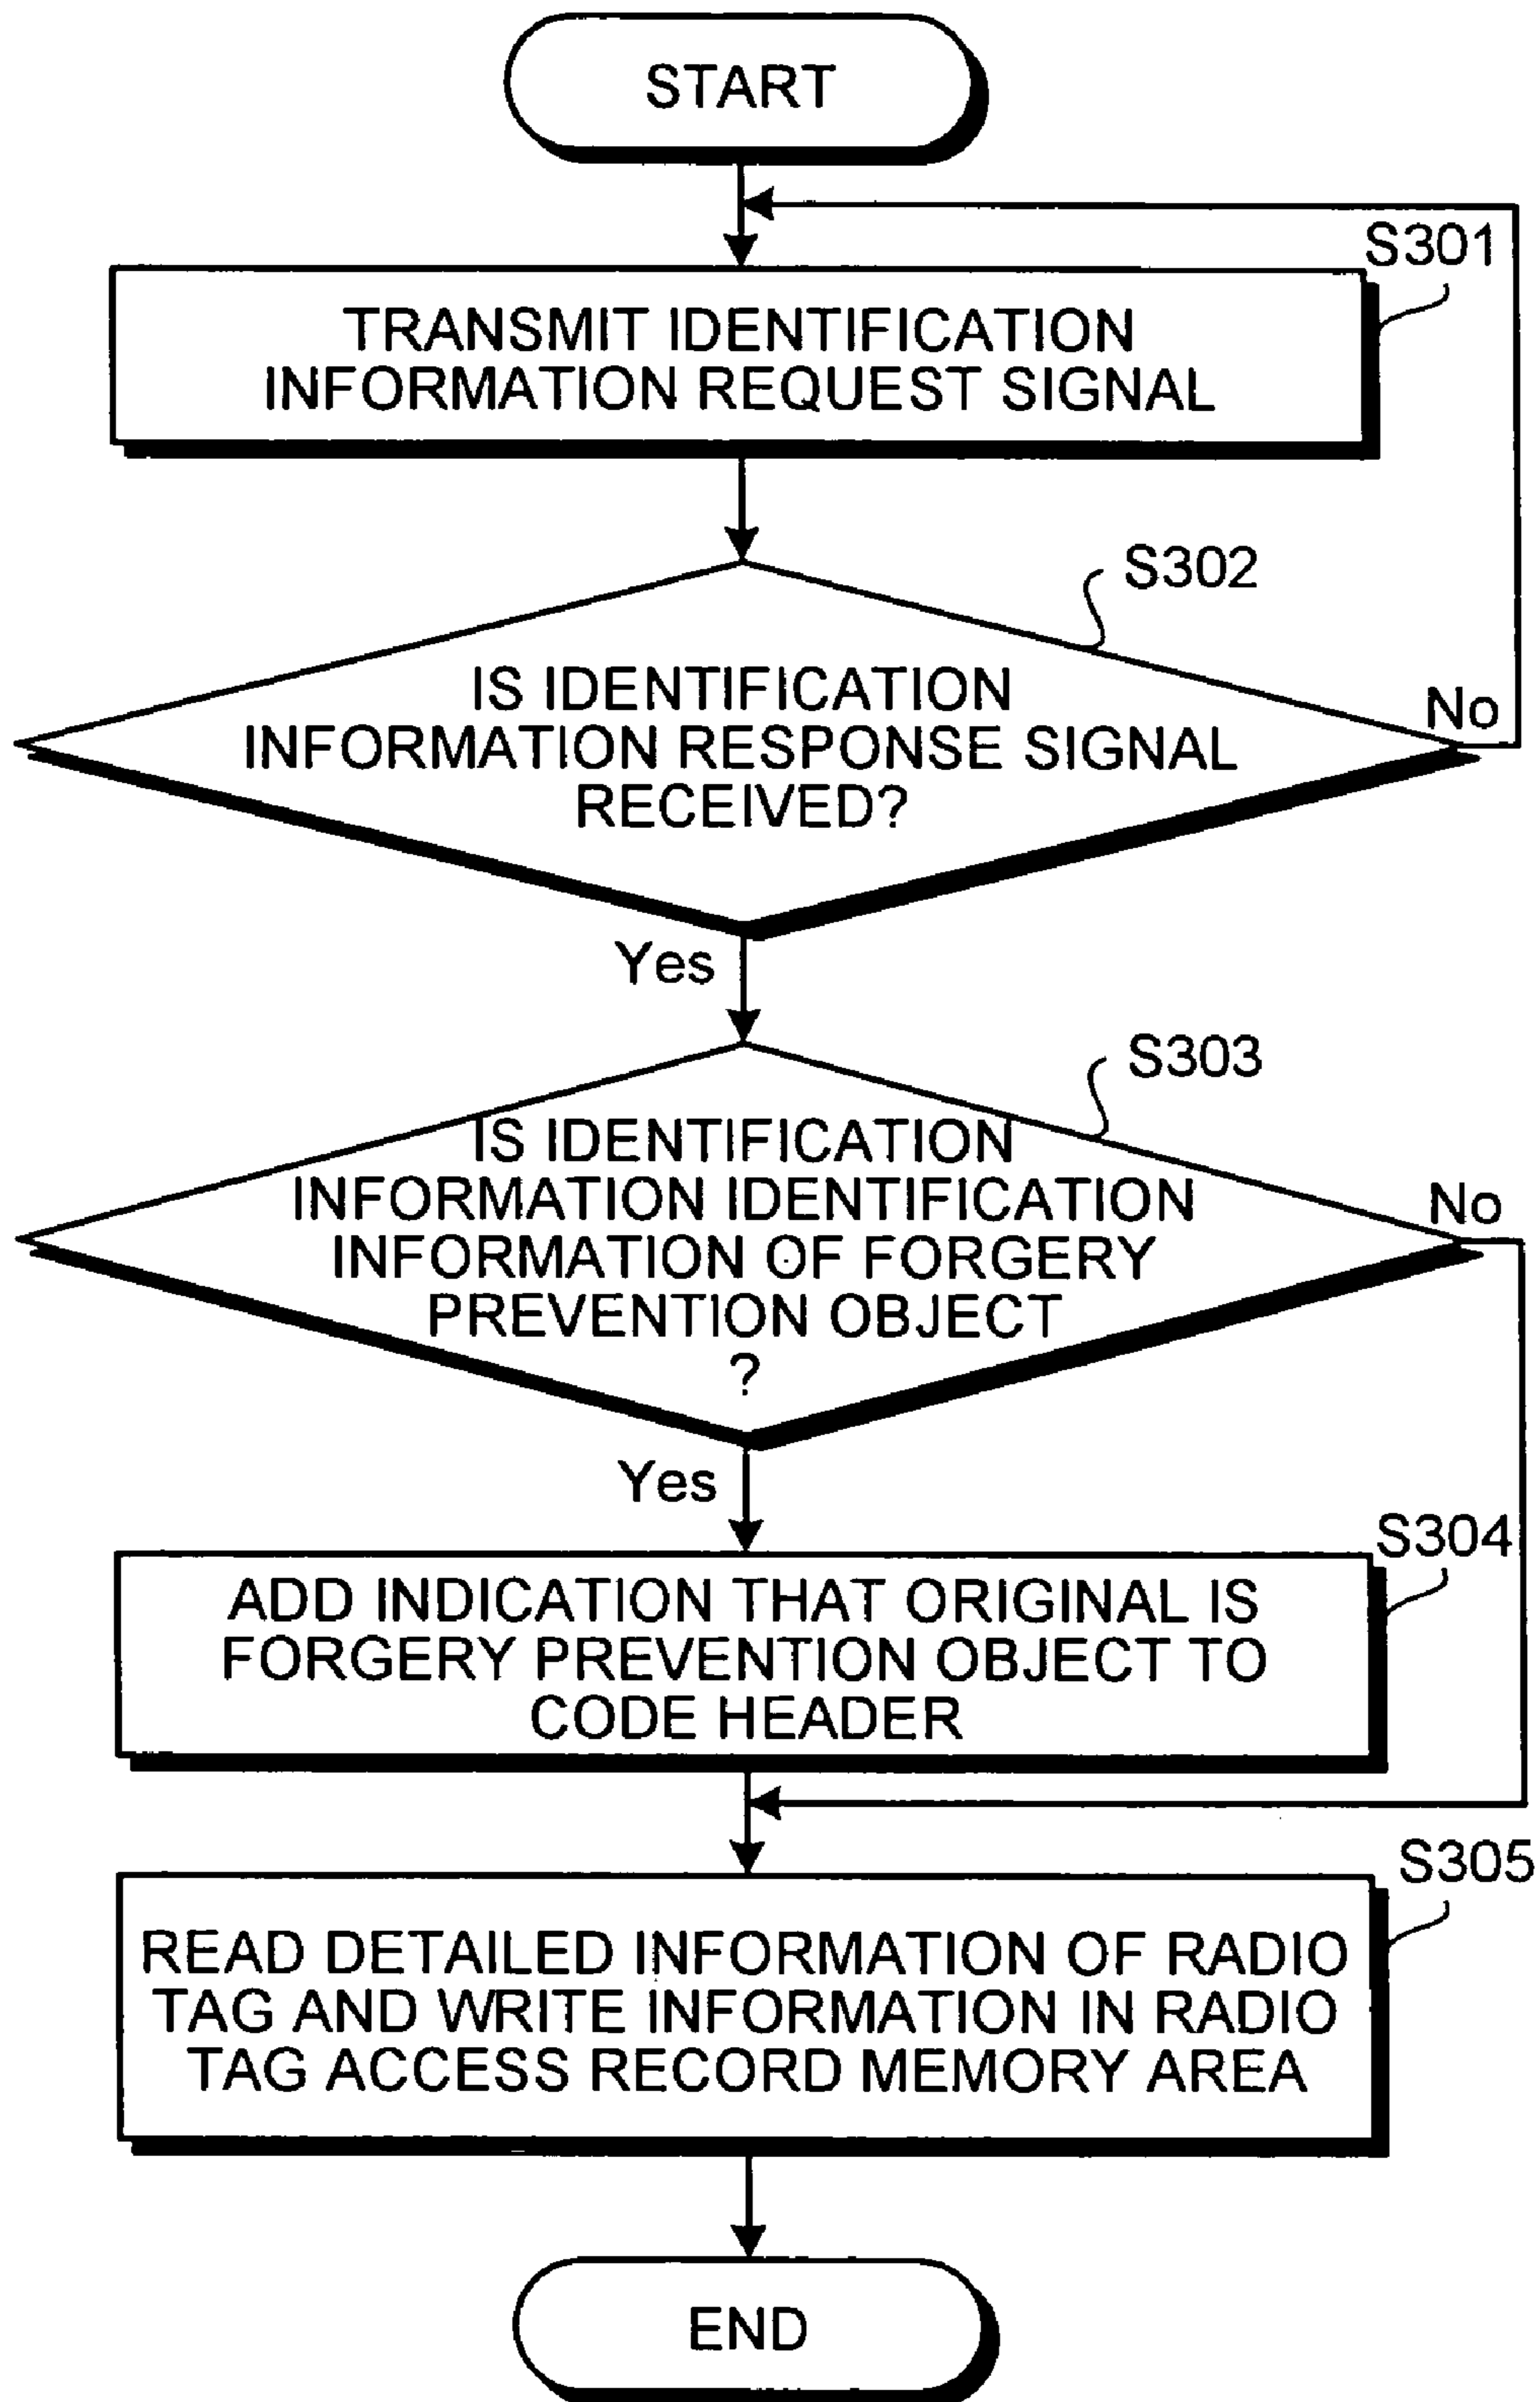 START
S301
TRANSMIT IDENTIFICATION
INFORMATION REQUEST SIGNAL
S302
IS IDENTIFICATION
INFORMATION RESPONSE SIGNAL
RECEIVED?
No
Yes
S303
IS IDENTIFICATION
INFORMATION IDENTIFICATION
INFORMATION OF FORGERY
PREVENTION OBJECT
?
No
Yes
S304
ADD INDICATION THAT ORIGINAL IS
FORGERY PREVENTION OBJECT TO
CODE HEADER
S305
READ DETAILED INFORMATION OF RADIO
TAG AND WRITE INFORMATION IN RADIO
TAG ACCESS RECORD MEMORY AREA
END